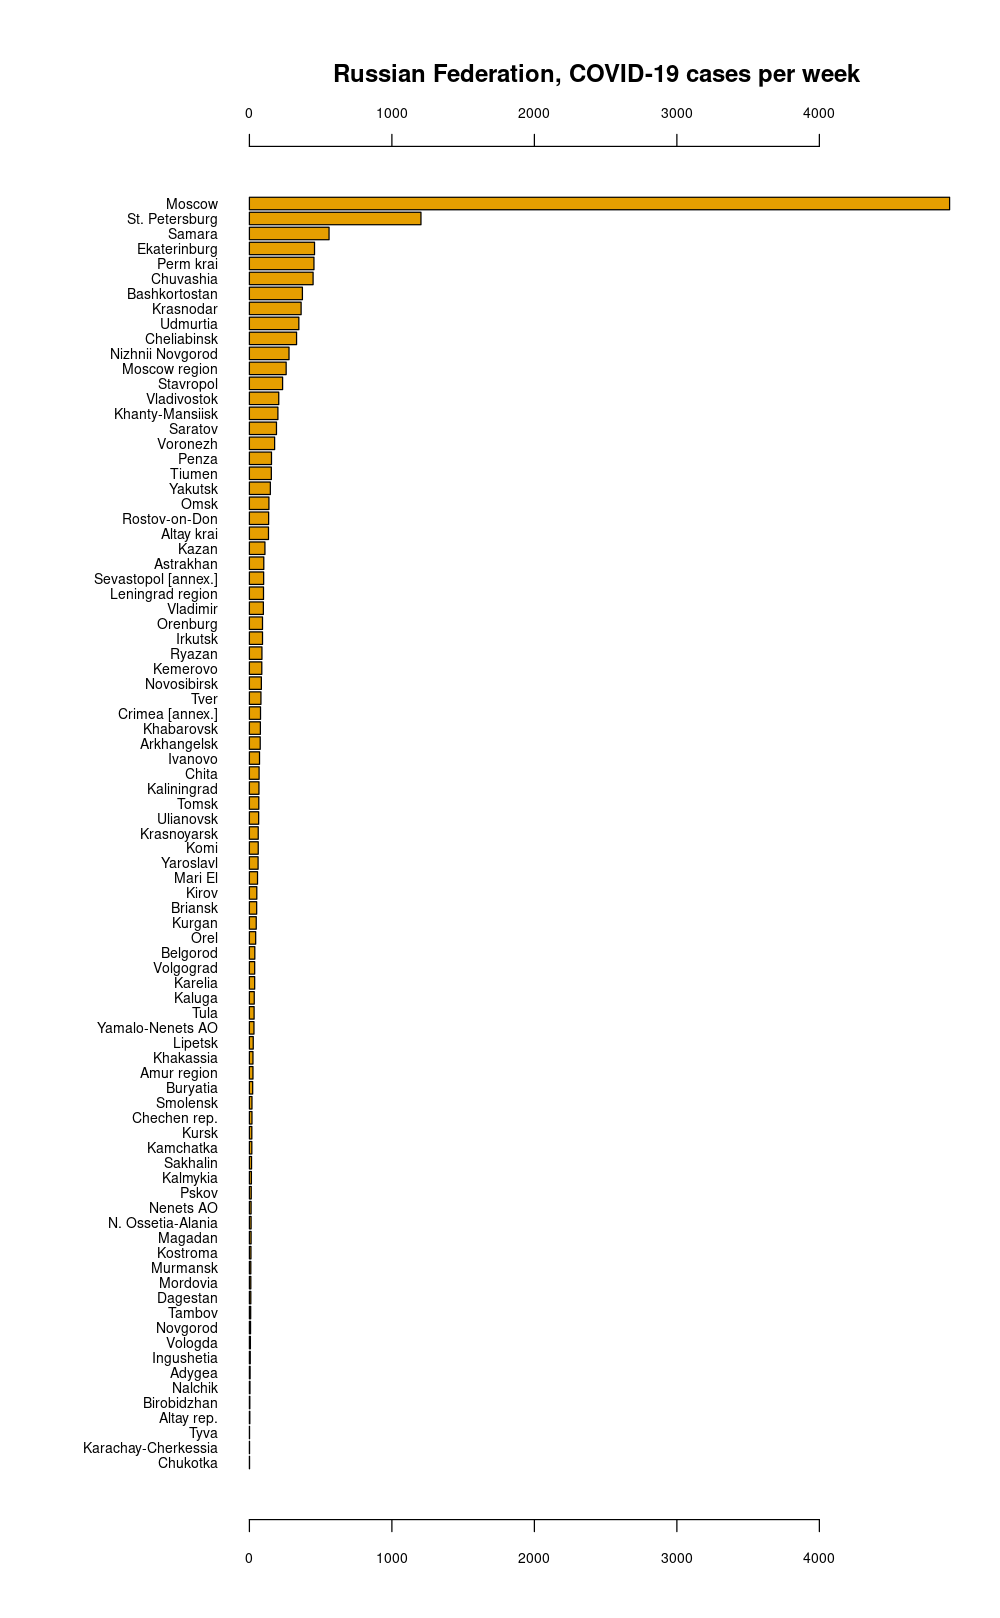 Russian Federation, COVID-19 cases per week
0 1000 2000 3000 4000
Moscow
St. Petersburg
Samara
Ekaterinburg
Perm krai
Chuvashia
Bashkortostan
Krasnodar
Udmurtia
Cheliabinsk
Nizhnii Novgorod
Moscow region
Stavropol
Vladivostok
Khanty-Mansiisk
Saratov
Voronezh
Penza
Tiumen
Yakutsk
Omsk
Rostov-on-Don
Altay krai
Kazan
Astrakhan
Sevastopol [annex.]
Leningrad region
Vladimir
Orenburg
Irkutsk
Ryazan
Kemerovo
Novosibirsk
Tver
Crimea [annex.]
Khabarovsk
Arkhangelsk
Ivanovo
Chita
Kaliningrad
Tomsk
Ulianovsk
Krasnoyarsk
Komi
Yaroslavl
Mari El
Kirov
Briansk
Kurgan
Orel
Belgorod
Volgograd
Karelia
Kaluga
Tula
Yamalo-Nenets AO
Lipetsk
Khakassia
Amur region
Buryatia
Smolensk
Chechen rep.
Kursk
Kamchatka
Sakhalin
Kalmykia
Pskov
Nenets AO
N. Ossetia-Alania
Magadan
Kostroma
Murmansk
Mordovia
Dagestan
Tambov
Novgorod
Vologda
Ingushetia
Adygea
Nalchik
Birobidzhan
Altay rep.
Tyva
Karachay-Cherkessia
Chukotka
0 1000 2000 3000 4000